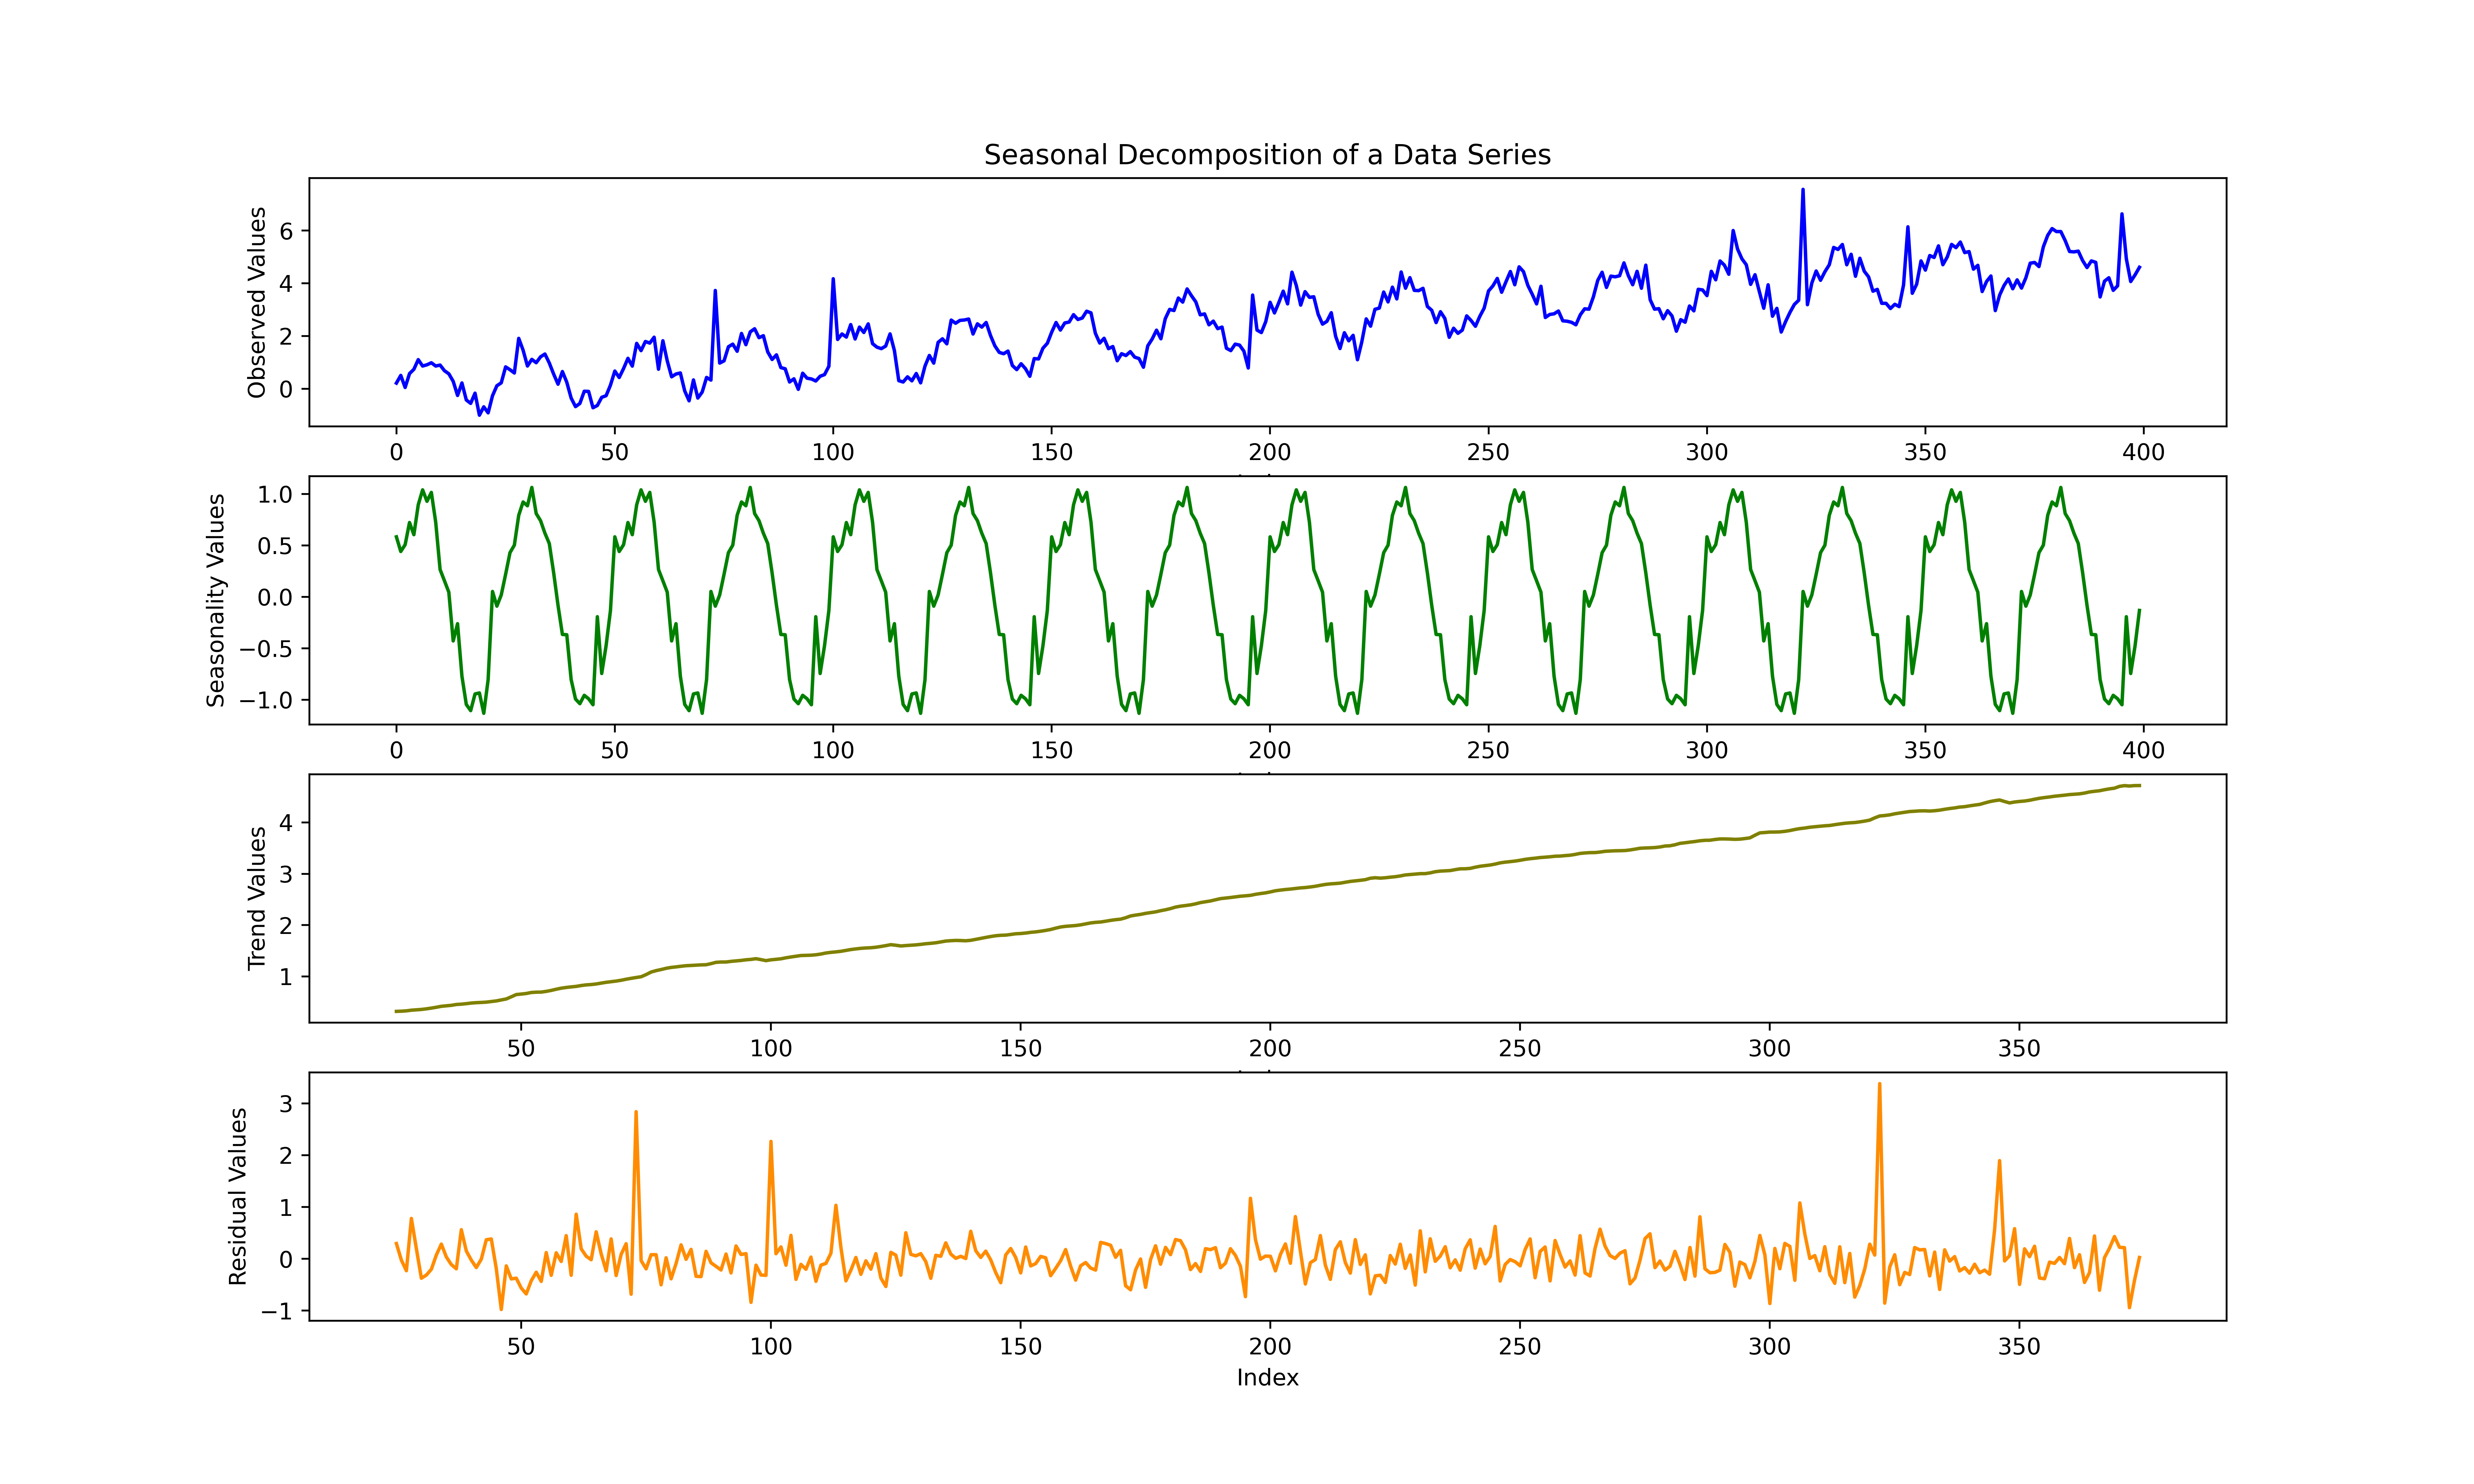 Seasonal Decomposition of a Data Series
Observed Values
6
4
2
0
0 50 100 150 200 250 300 350 400
Seasonality Values
1.0
0.5
0.0
−0.5
−1.0
0 50 100 150 200 250 300 350 400
Trend Values
4
3
2
1
50 100 150 200 250 300 350
Residual Values
3
2
1
0
−1
50 100 150 200 250 300 350
Index